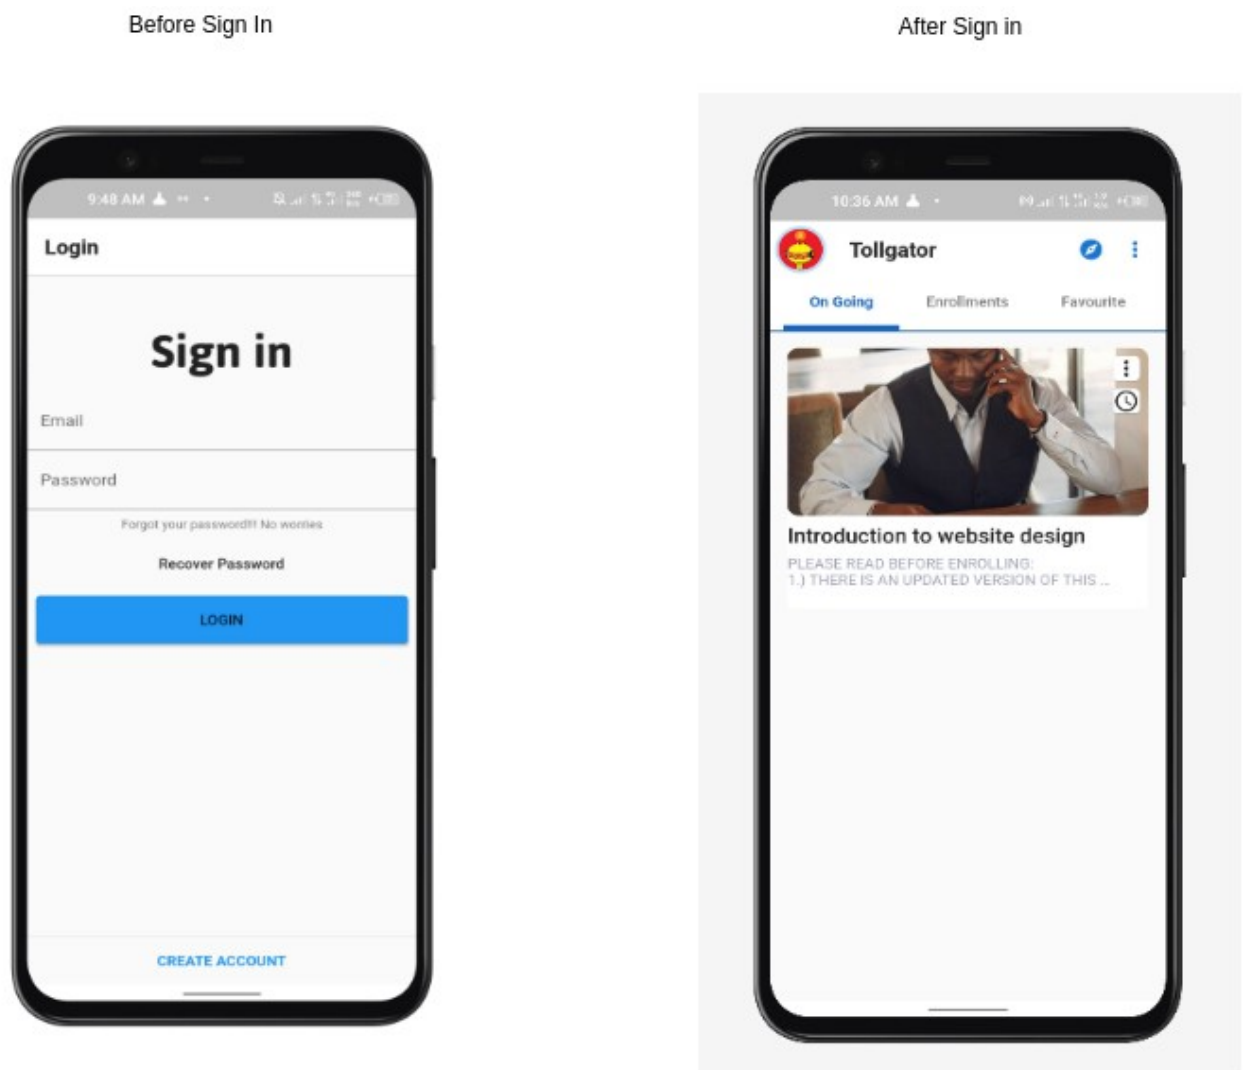 Before Sign In
After Sign in
9:48 AM
Login
Sign in
Email
Password
Forgot your password!!! No worries
Recover Password
LOGIN
CREATE ACCOUNT
10:36 AM
Tollgator
On Going Enrollments Favourite
Introduction to website design
PLEASE READ BEFORE ENROLLING:
1.) THERE IS AN UPDATED VERSION OF THIS ...